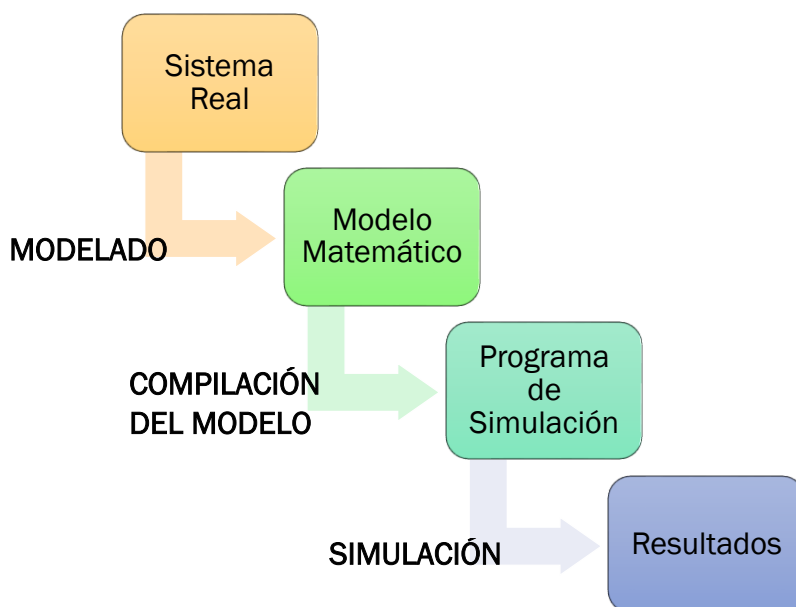 Sistema
Real
MODELADO
Modelo
Matemático
COMPILACIÓN
DEL MODELO
Programa
de
Simulación
SIMULACIÓN
Resultados